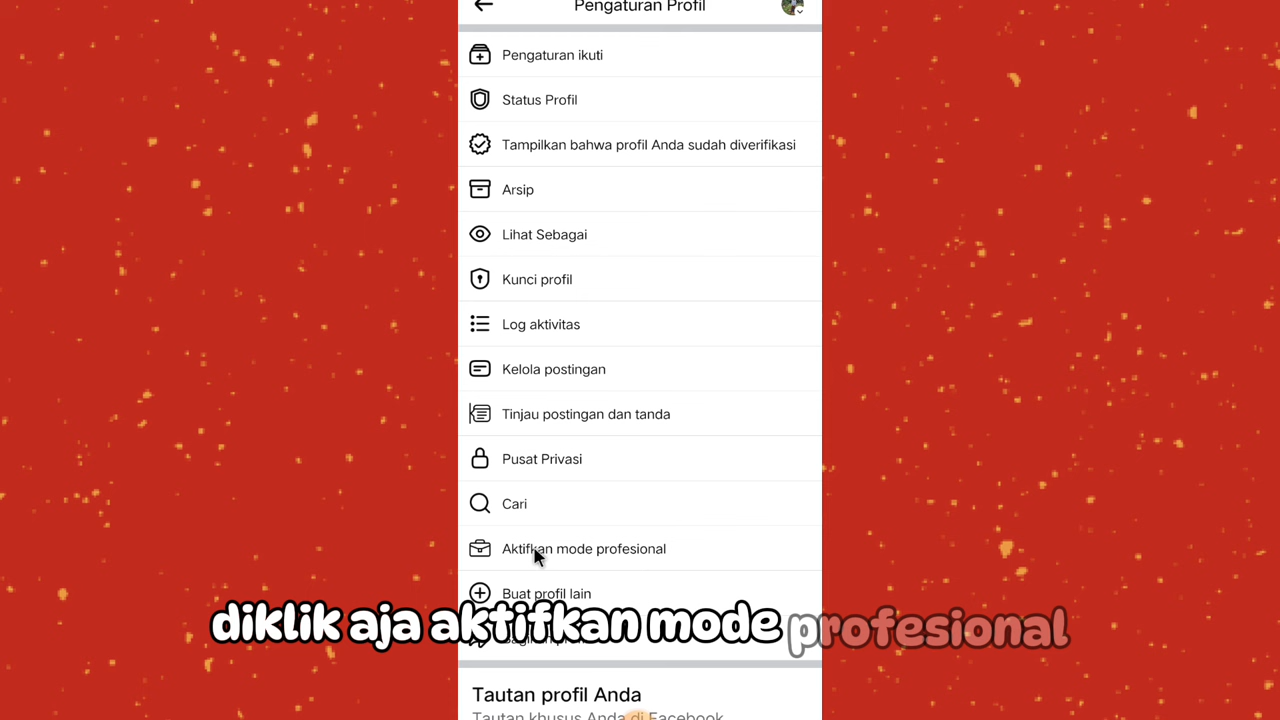 Pengaturan Profil
Pengaturan ikuti
Status Profil
Tampilkan bahwa profil Anda sudah diverifikasi
Arsip
Lihat Sebagai
Kunci profil
Log aktivitas
Kelola postingan
Tinjau postingan dan tanda
Pusat Privasi
Cari
Aktifkan mode profesional
Buat profil lain
diklik aja aktifkan mode profesional
Tautan profil Anda
Tautan khusus Anda di Facebook